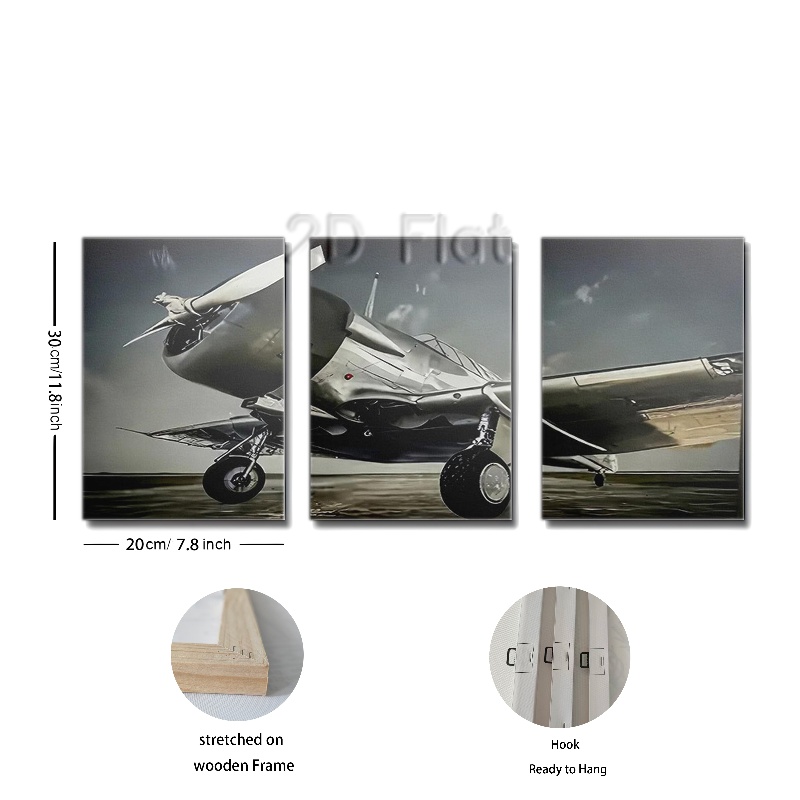 2D Flat
30cm/11.8inch
20cm/ 7.8 inch
stretched on
wooden Frame
Hook
Ready to Hang